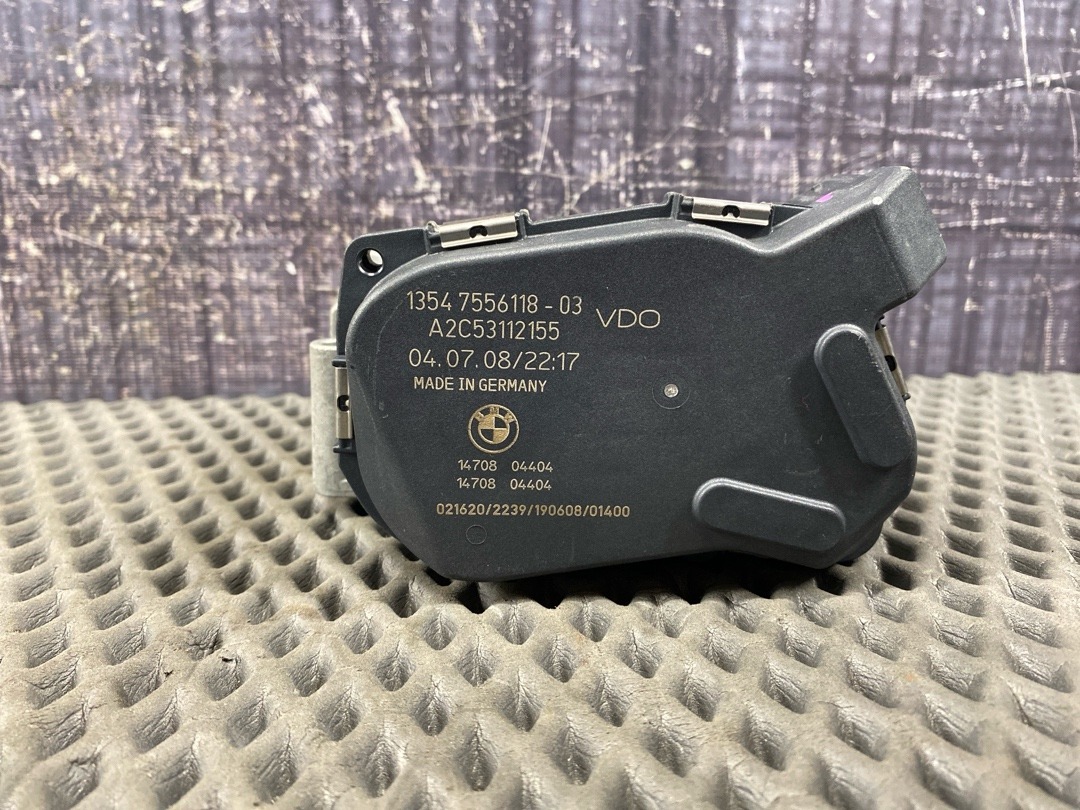 1354 7556118 - 03 VDO
A2C53112155
04.07.08/22:17
MADE IN GERMANY
BMW
14708 04404
14708 04404
021620/2239/190608/01400